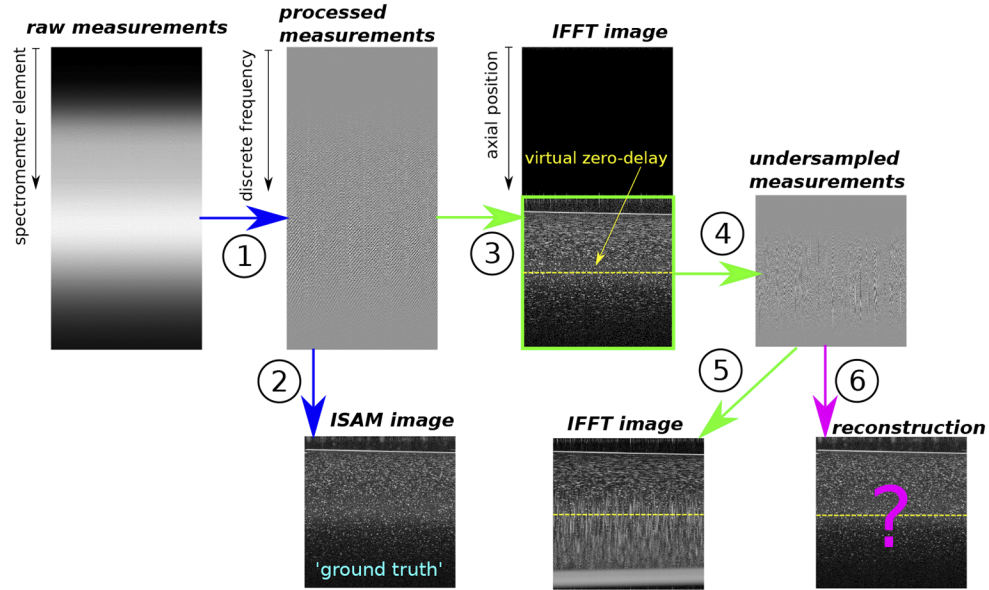 raw measurements
processed
measurements
IFFT image
spectromemter element
discrete frequency
axial position
virtual zero-delay
undersampled
measurements
1
3
4
2
5
6
ISAM image
IFFT image
reconstruction
'ground truth'
?